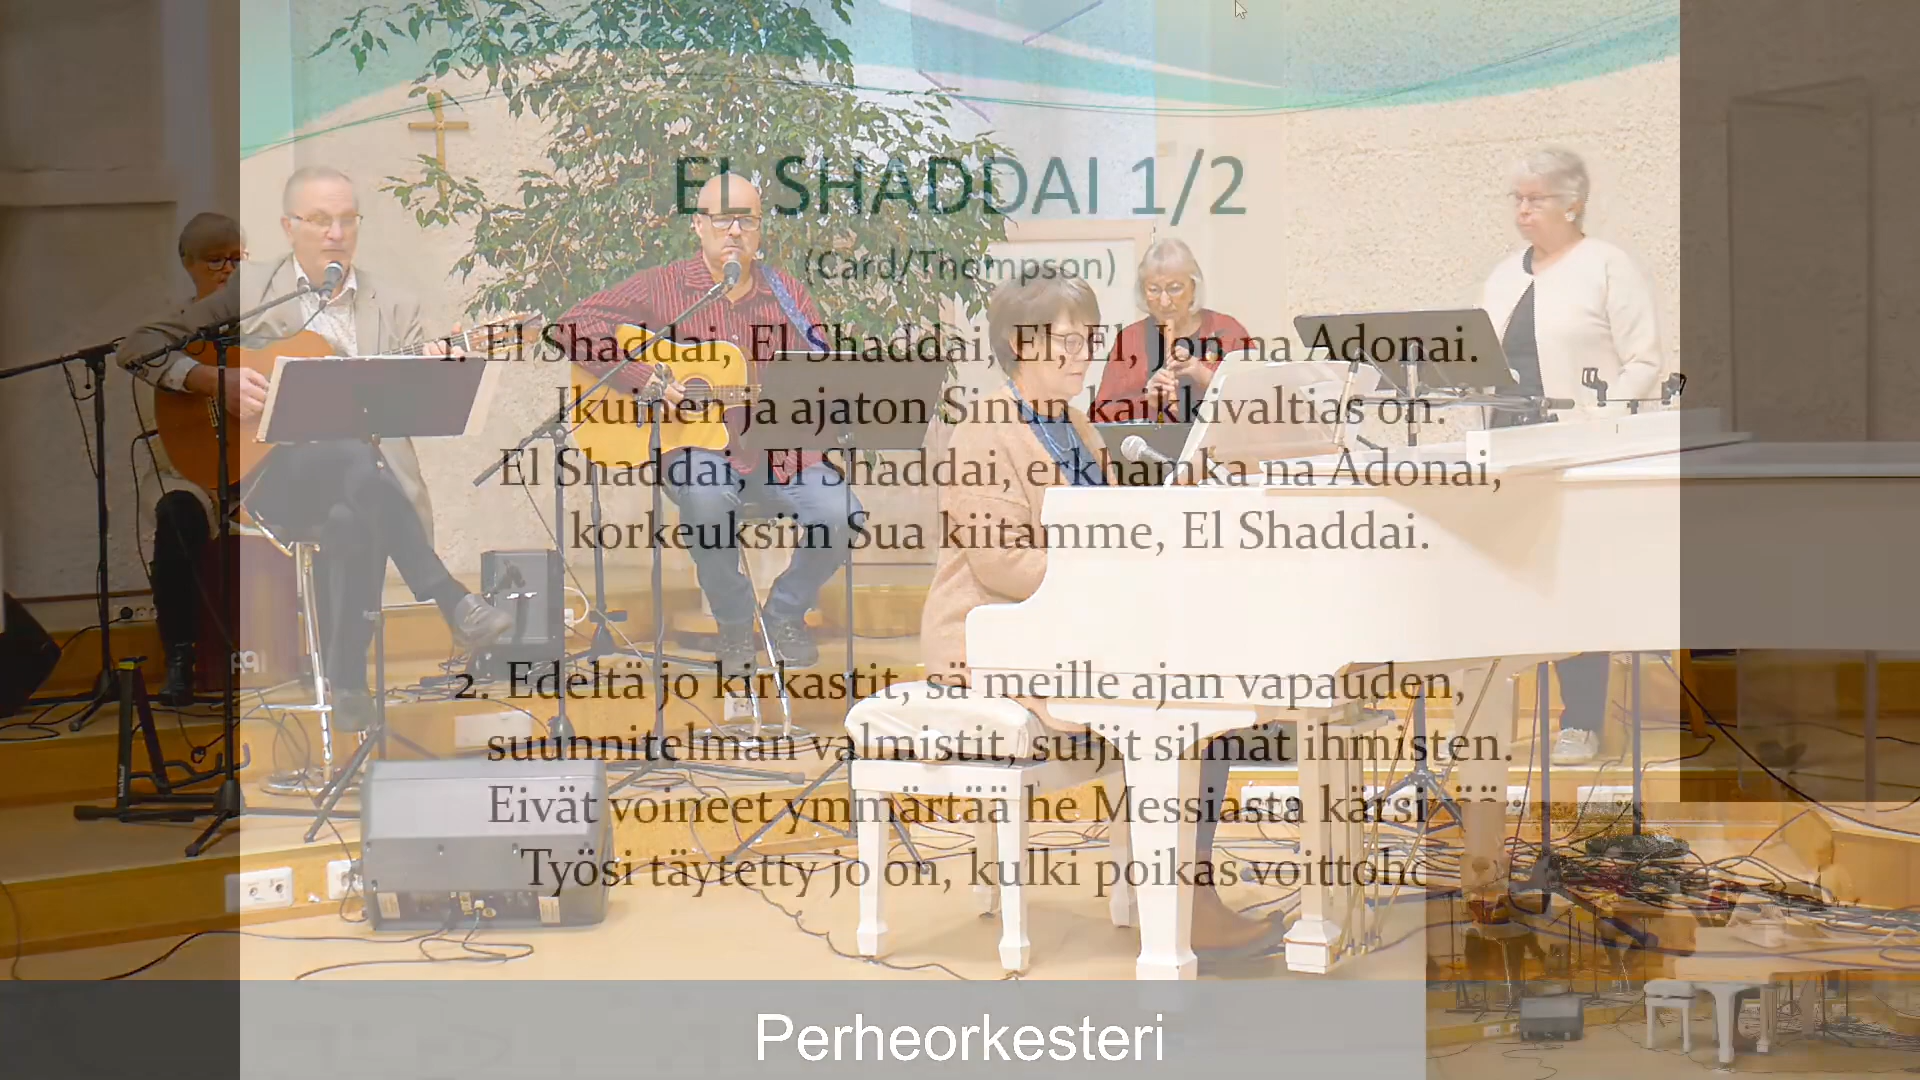 EL SHADDAI 1/2
(Card/Thompson)
1. El Shaddai, El Shaddai, El, El, Jon na Adonai.
Ikuinen ja ajaton Sinun kaikkivaltias on.
El Shaddai, El Shaddai, erkhamka na Adonai,
korkeuksiin Sua kiitamme, El Shaddai.
2. Edeltä jo kirkastit, sä meille ajan vapauden,
suunnitelman valmistit, suljit silmät ihmisten.
Eivät voineet ymmärtää he Messiasta
Työsi täytetty jo on, kulki poikas
Perheorkesteri